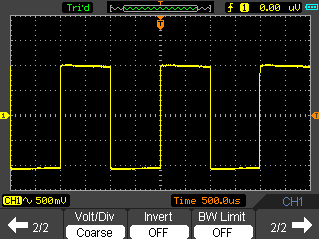 Tri'd T f 1 0.00 uV
T
1 T
CH1 ∿ 500mV Time 500.0us CH1
Volt/Div Invert BW Limit
2/2 Coarse OFF OFF 2/2